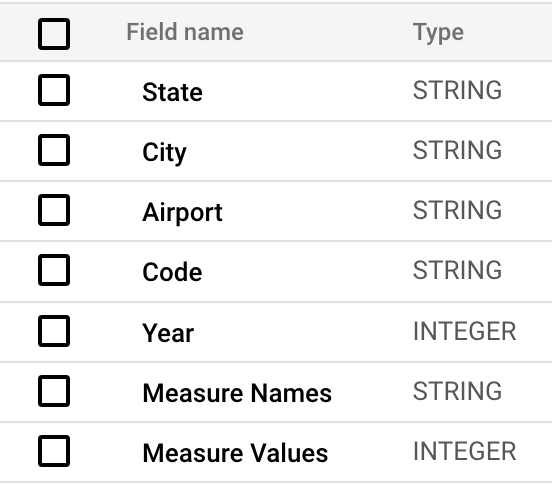 Field name Type
State STRING
City STRING
Airport STRING
Code STRING
Year INTEGER
Measure Names STRING
Measure Values INTEGER